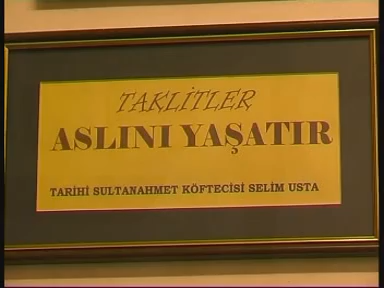 TAKLİTLER
ASLINI YAŞATIR
TARİHİ SULTANAHMET KÖFTECİSİ SELİM USTA